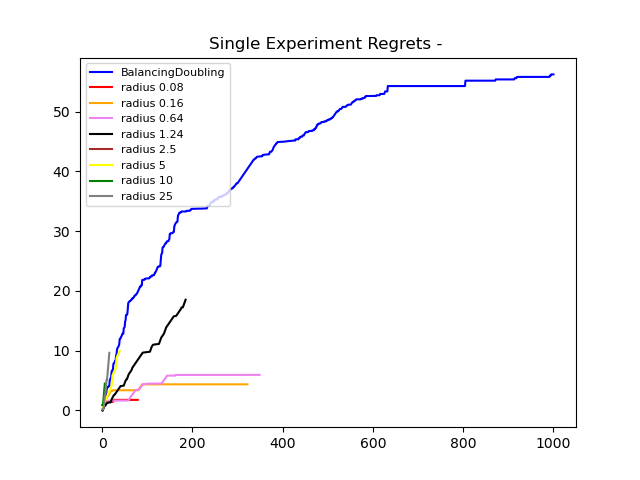 Single Experiment Regrets -
BalancingDoubling
radius 0.08
radius 0.16
radius 0.64
radius 1.24
radius 2.5
radius 5
radius 10
radius 25
50
40
30
20
10
0
0 200 400 600 800 1000